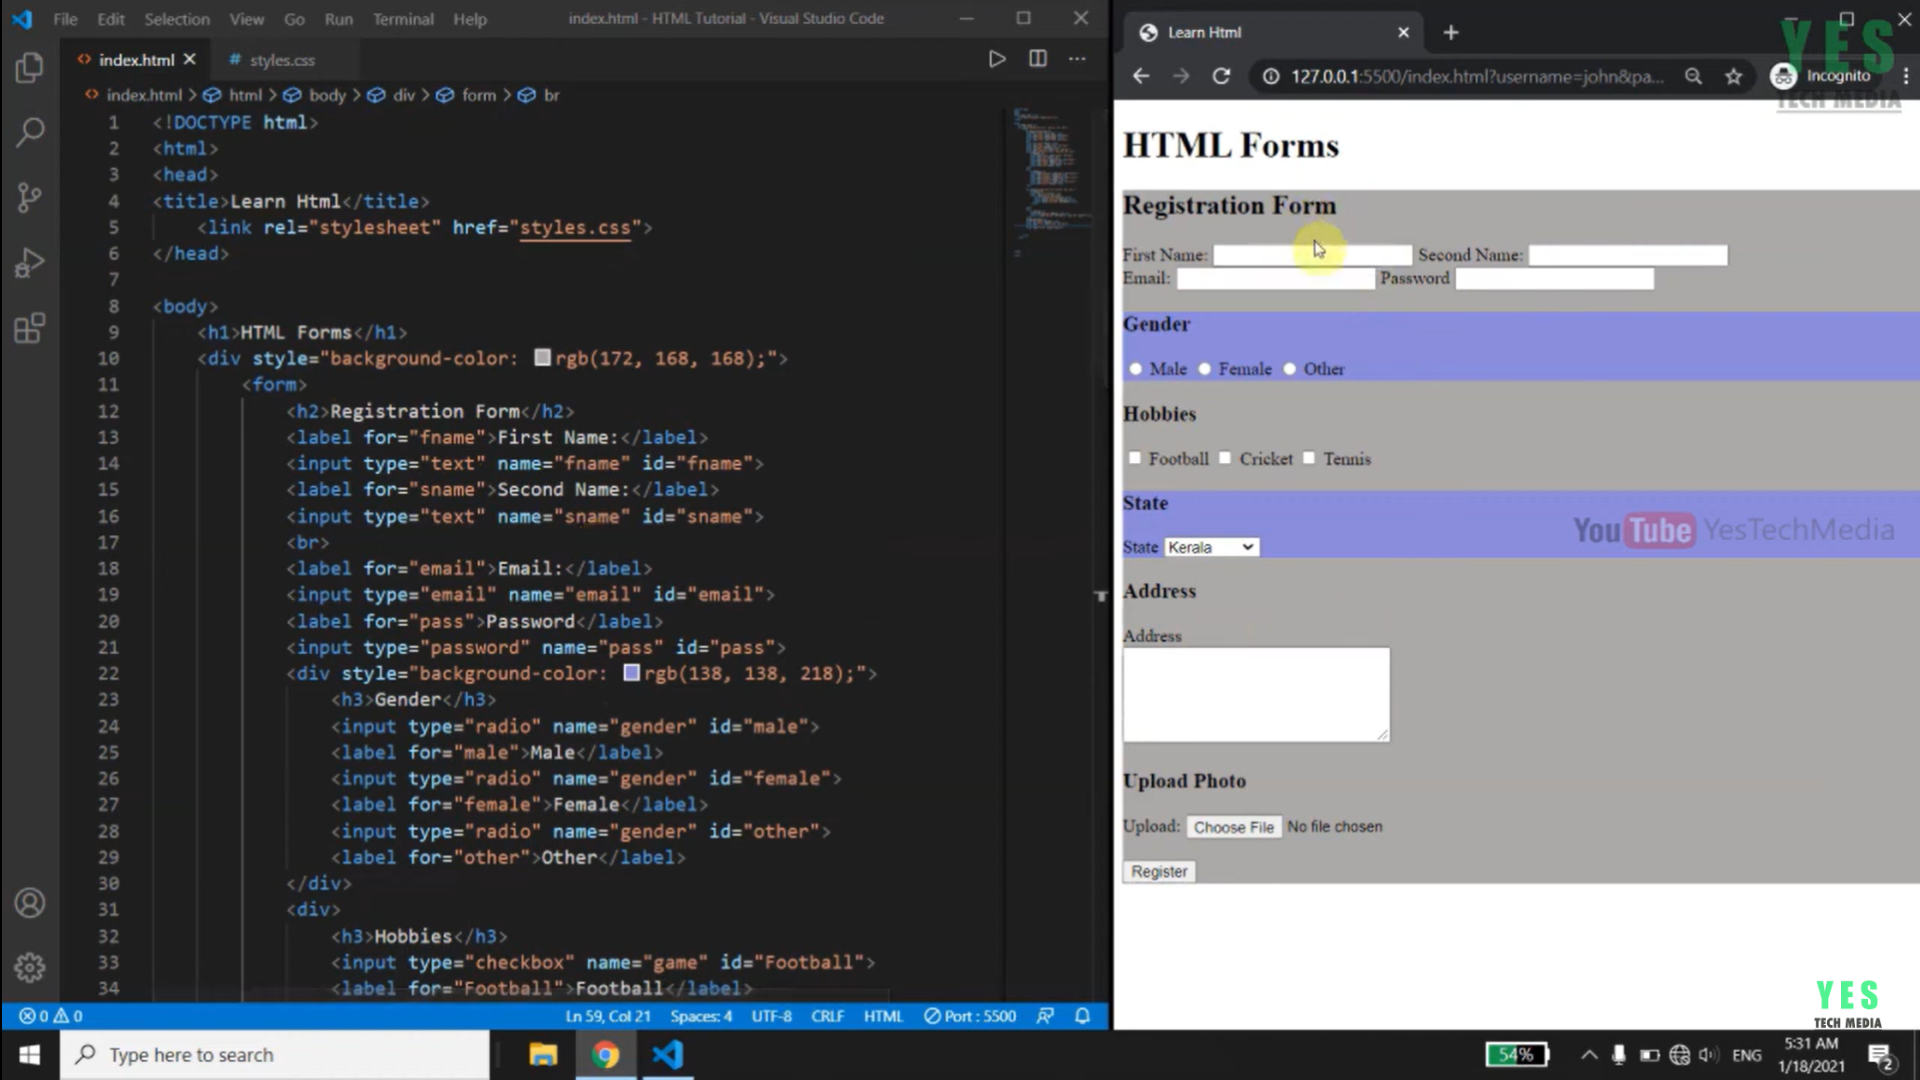 File Edit Selection View Go Run Terminal Help index.html - HTML Tutorial - Visual Studio Code
index.html styles.css
index.html > html > body > div > form > br
1 <!DOCTYPE html>
2 <html>
3 <head>
4 <title>Learn Html</title>
5 <link rel="stylesheet" href="styles.css">
6 </head>
7
8 <body>
9 <h1>HTML Forms</h1>
10 <div style="background-color: rgb(172, 168, 168);">
11 <form>
12 <h2>Registration Form</h2>
13 <label for="fname">First Name:</label>
14 <input type="text" name="fname" id="fname">
15 <label for="sname">Second Name:</label>
16 <input type="text" name="sname" id="sname">
17 <br>
18 <label for="email">Email:</label>
19 <input type="email" name="email" id="email">
20 <label for="pass">Password</label>
21 <input type="password" name="pass" id="pass">
22 <div style="background-color: rgb(138, 138, 218);">
23 <h3>Gender</h3>
24 <input type="radio" name="gender" id="male">
25 <label for="male">Male</label>
26 <input type="radio" name="gender" id="female">
27 <label for="female">Female</label>
28 <input type="radio" name="gender" id="other">
29 <label for="other">Other</label>
30 </div>
31 <div>
32 <h3>Hobbies</h3>
33 <input type="checkbox" name="game" id="Football">
34 <label for="Football">Football</label>
0 0 Ln 59, Col 21 Spaces: 4 UTF-8 CRLF HTML Port : 5500
Learn Html
127.0.0.1:5500/index.html?username=john&pa... Incognito
YES
TECH MEDIA
HTML Forms
Registration Form
First Name: Second Name:
Email: Password
Gender
Male Female Other
Hobbies
Football Cricket Tennis
State
YouTube YesTechMedia
State Kerala
Address
Address
Upload Photo
Upload: Choose File No file chosen
Register
YES
TECH MEDIA
Type here to search
54% ENG 5:31 AM
1/18/2021 2